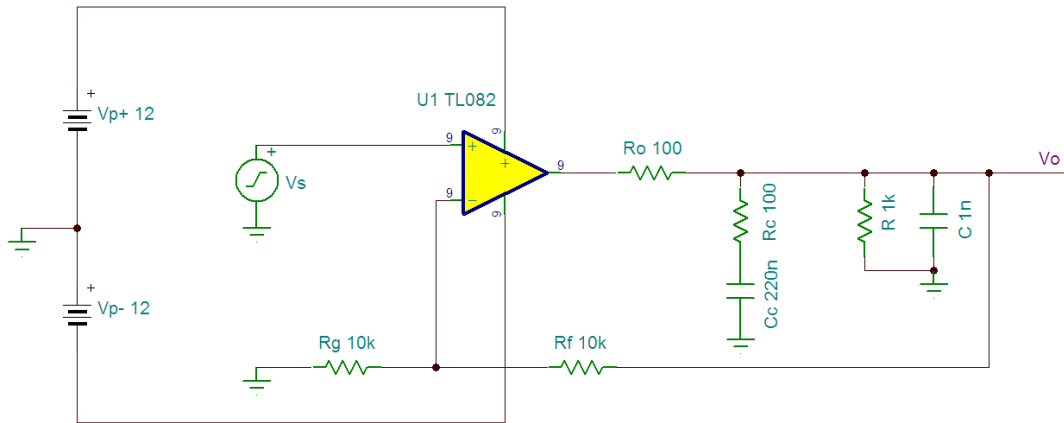 +
Vp+ 12
U1 TL082
+
Vs
9
+
9
−
9
+
9
9
Ro 100
Vo
Rc 100
Cc 220n
R 1k
C 1n
+
Vp- 12
Rg 10k
Rf 10k